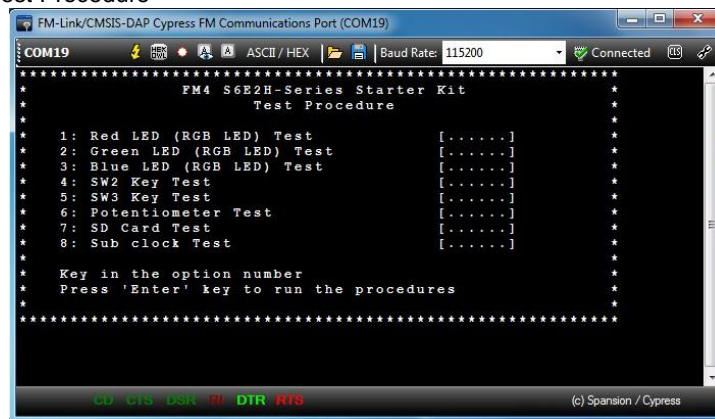 FM-Link/CMSIS-DAP Cypress FM Communications Port (COM19)
COM19 HEX OWL A A ASCII / HEX Baud Rate: 115200 Connected CLS
************************************************************
* FM4 S6E2H-Series Starter Kit *
* Test Procedure *
* *
* 1: Red LED (RGB LED) Test [......] *
* 2: Green LED (RGB LED) Test [......] *
* 3: Blue LED (RGB LED) Test [......] *
* 4: SW2 Key Test [......] *
* 5: SW3 Key Test [......] *
* 6: Potentiometer Test [......] *
* 7: SD Card Test [......] *
* 8: Sub clock Test [......] *
* *
* Key in the option number *
* Press 'Enter' key to run the procedures *
* *
************************************************************
CD CTS DSR RI DTR RTS (c) Spansion / Cypress